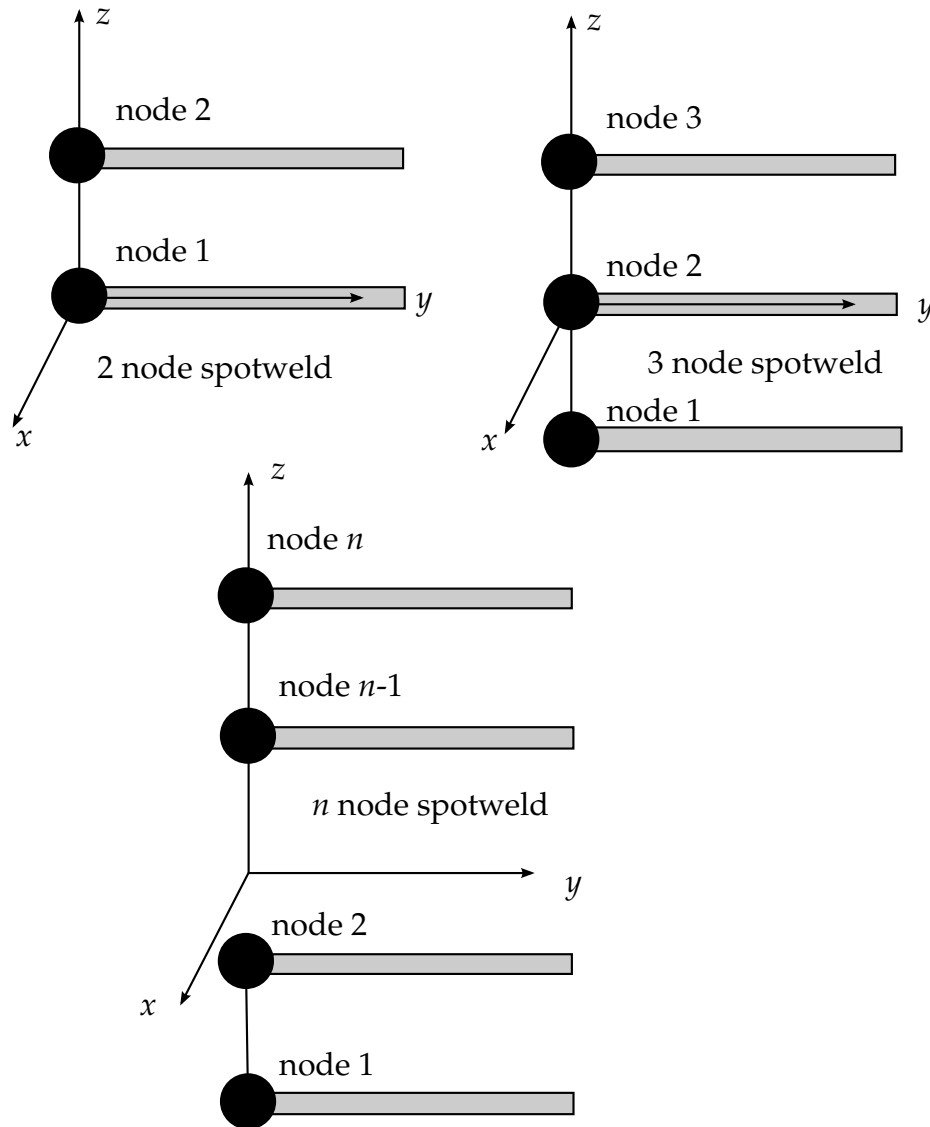 z
node 2
node 1
y
2 node spotweld
x
z
node 3
node 2
y
3 node spotweld
node 1
x
z
node n
node n-1
n node spotweld
y
node 2
x
node 1